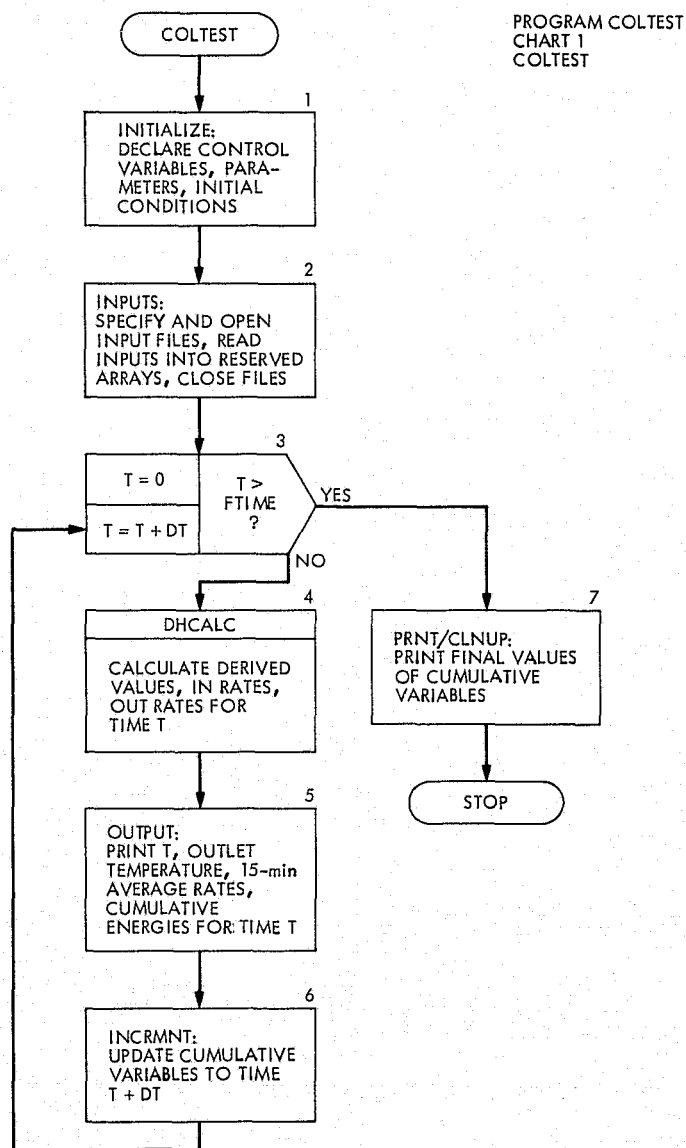 COLTEST
PROGRAM COLTEST
CHART 1
COLTEST
1
INITIALIZE:
DECLARE CONTROL
VARIABLES, PARA-
METERS, INITIAL
CONDITIONS
2
INPUTS:
SPECIFY AND OPEN
INPUT FILES, READ
INPUTS INTO RESERVED
ARRAYS, CLOSE FILES
3
T = 0
T = T + DT
T >
FTIME
?
YES
NO
4
DHCALC
CALCULATE DERIVED
VALUES, IN RATES,
OUT RATES FOR
TIME T
7
PRNT/CLNUP:
PRINT FINAL VALUES
OF CUMULATIVE
VARIABLES
STOP
5
OUTPUT:
PRINT T, OUTLET
TEMPERATURE, 15-min
AVERAGE RATES,
CUMULATIVE
ENERGIES FOR TIME T
6
INCRMNT:
UPDATE CUMULATIVE
VARIABLES TO TIME
T + DT